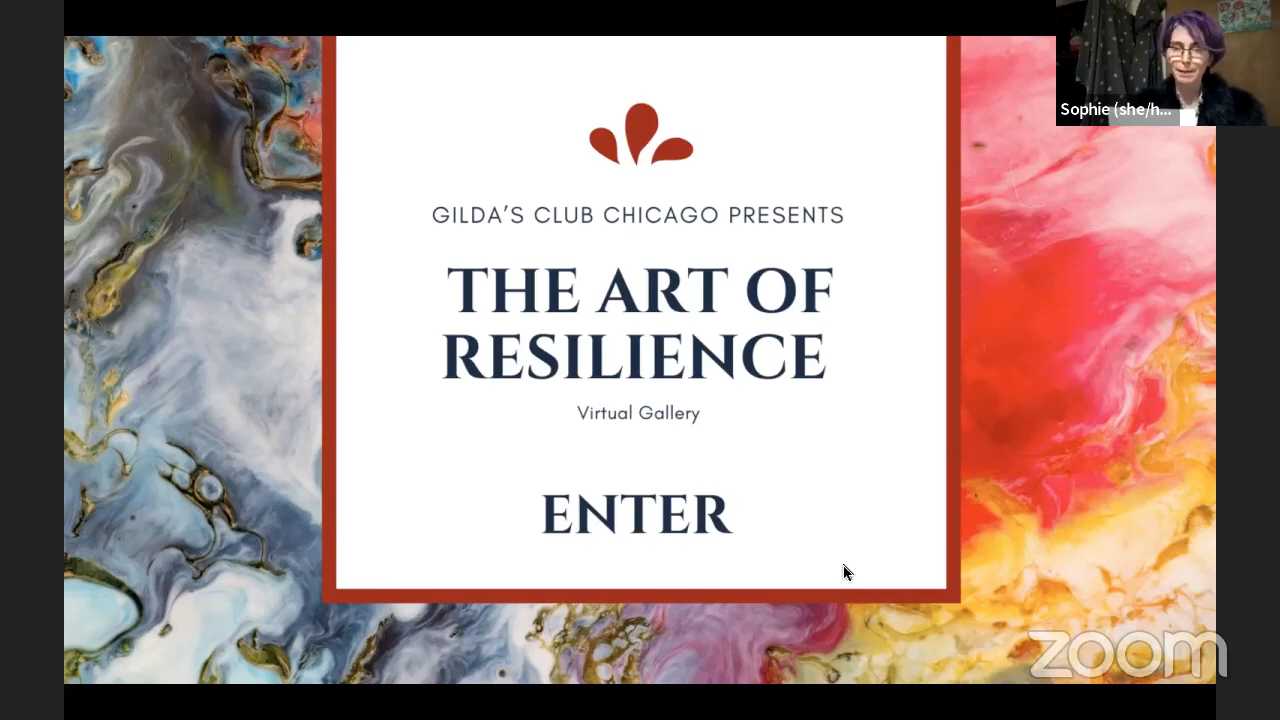 Sophie (she/h...
GILDA'S CLUB CHICAGO PRESENTS
THE ART OF
RESILIENCE
Virtual Gallery
ENTER
zoom